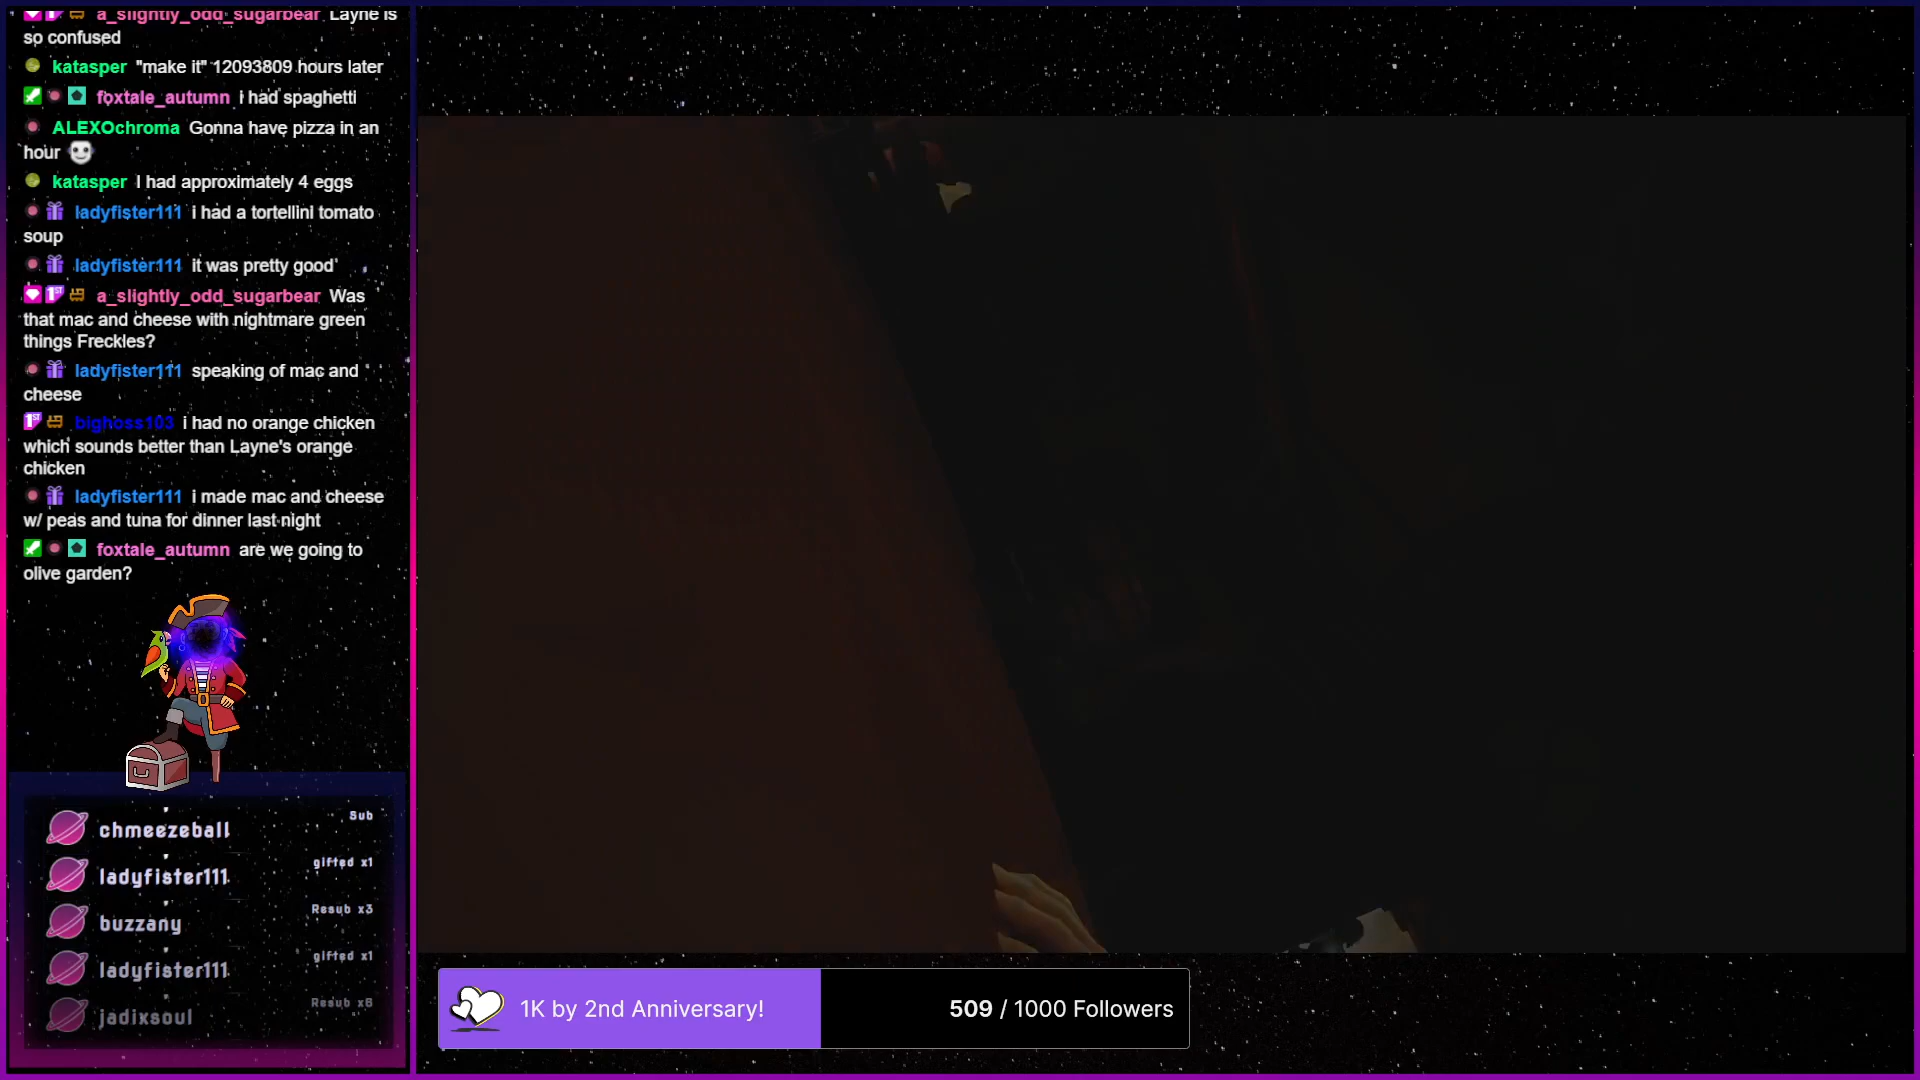 a_slightly_odd_sugarbear Layne is
so confused
katasper "make it" 12093809 hours later
foxtale_autumn i had spaghetti
ALEXOchroma Gonna have pizza in an
hour
katasper I had approximately 4 eggs
ladyfister111 i had a tortellini tomato
soup
ladyfister111 it was pretty good
1ST a_slightly_odd_sugarbear Was
that mac and cheese with nightmare green
things Freckles?
ladyfister111 speaking of mac and
cheese
1ST bighoss103 i had no orange chicken
which sounds better than Layne's orange
chicken
ladyfister111 i made mac and cheese
w/ peas and tuna for dinner last night
foxtale_autumn are we going to
olive garden?
chmeezeball Sub
ladyfister111 gifted x1
buzzany Resub x3
ladyfister111 gifted x1
jadixsoul Resub x6
1K by 2nd Anniversary! 509 / 1000 Followers